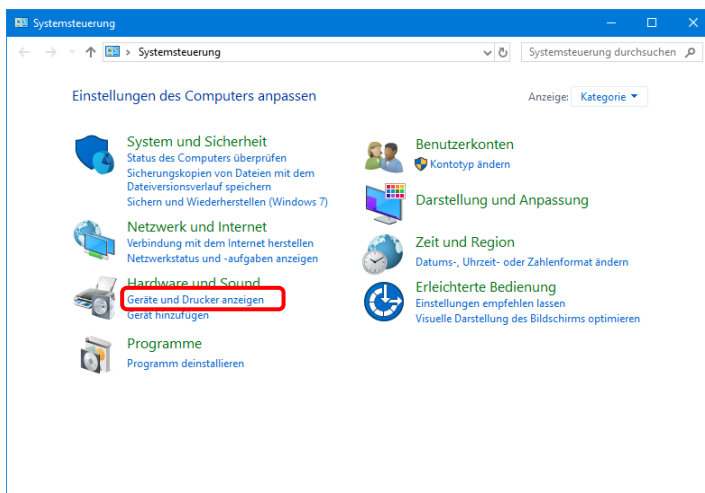 Systemsteuerung
Systemsteuerung
Systemsteuerung durchsuchen
Einstellungen des Computers anpassen
Anzeige: Kategorie
System und Sicherheit
Status des Computers überprüfen
Sicherungskopien von Dateien mit dem
Dateiversionsverlauf speichern
Sichern und Wiederherstellen (Windows 7)
Netzwerk und Internet
Verbindung mit dem Internet herstellen
Netzwerkstatus und -aufgaben anzeigen
Hardware und Sound
Geräte und Drucker anzeigen
Gerät hinzufügen
Programme
Programm deinstallieren
Benutzerkonten
Kontotyp ändern
Darstellung und Anpassung
Zeit und Region
Datums-, Uhrzeit- oder Zahlenformat ändern
Erleichterte Bedienung
Einstellungen empfehlen lassen
Visuelle Darstellung des Bildschirms optimieren